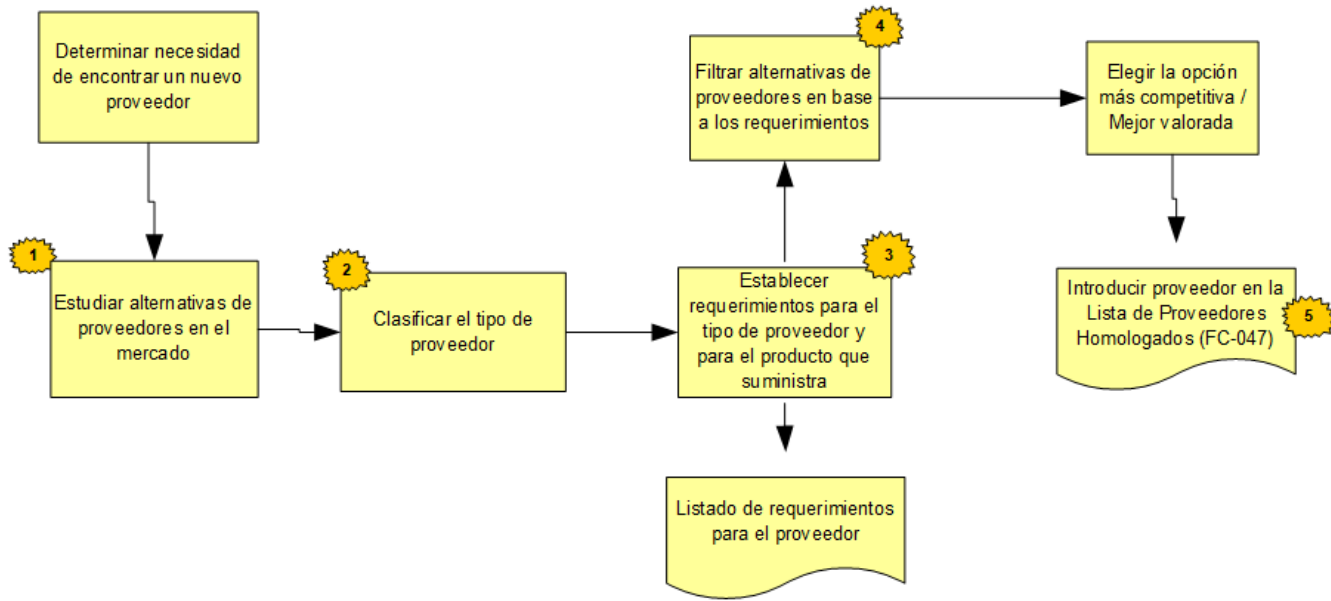 Determinar necesidad
de encontrar un nuevo
proveedor
1
Estudiar alternativas de
proveedores en el
mercado
2
Clasificar el tipo de
proveedor
3
Establecer
requerimientos para el
tipo de proveedor y
para el producto que
suministra
Listado de requerimientos
para el proveedor
4
Filtrar alternativas de
proveedores en base
a los requerimientos
Elegir la opción
más competitiva /
Mejor valorada
Introducir proveedor en la
Lista de Proveedores
Homologados (FC-047)
5